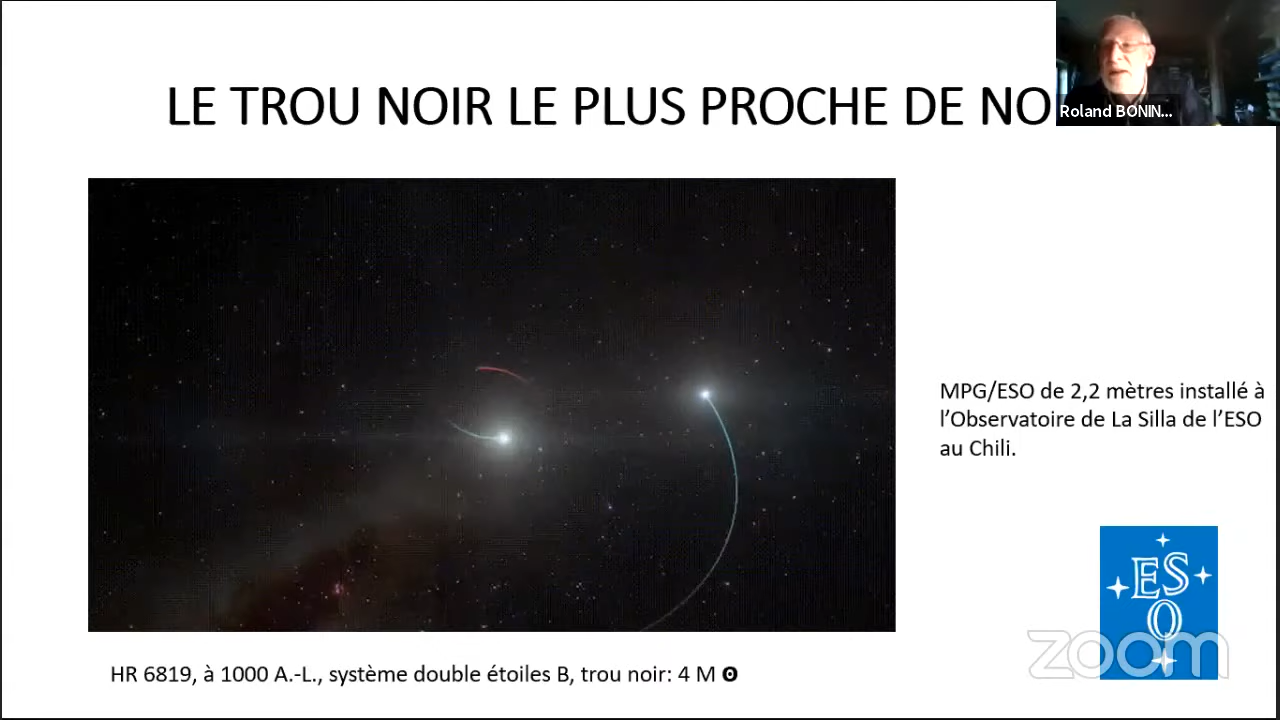 LE TROU NOIR LE PLUS PROCHE DE NO
Roland BONIN...
MPG/ESO de 2,2 mètres installé à
l'Observatoire de La Silla de l'ESO
au Chili.
ES
O
zoom
HR 6819, à 1000 A.-L., système double étoiles B, trou noir: 4 M ʘ